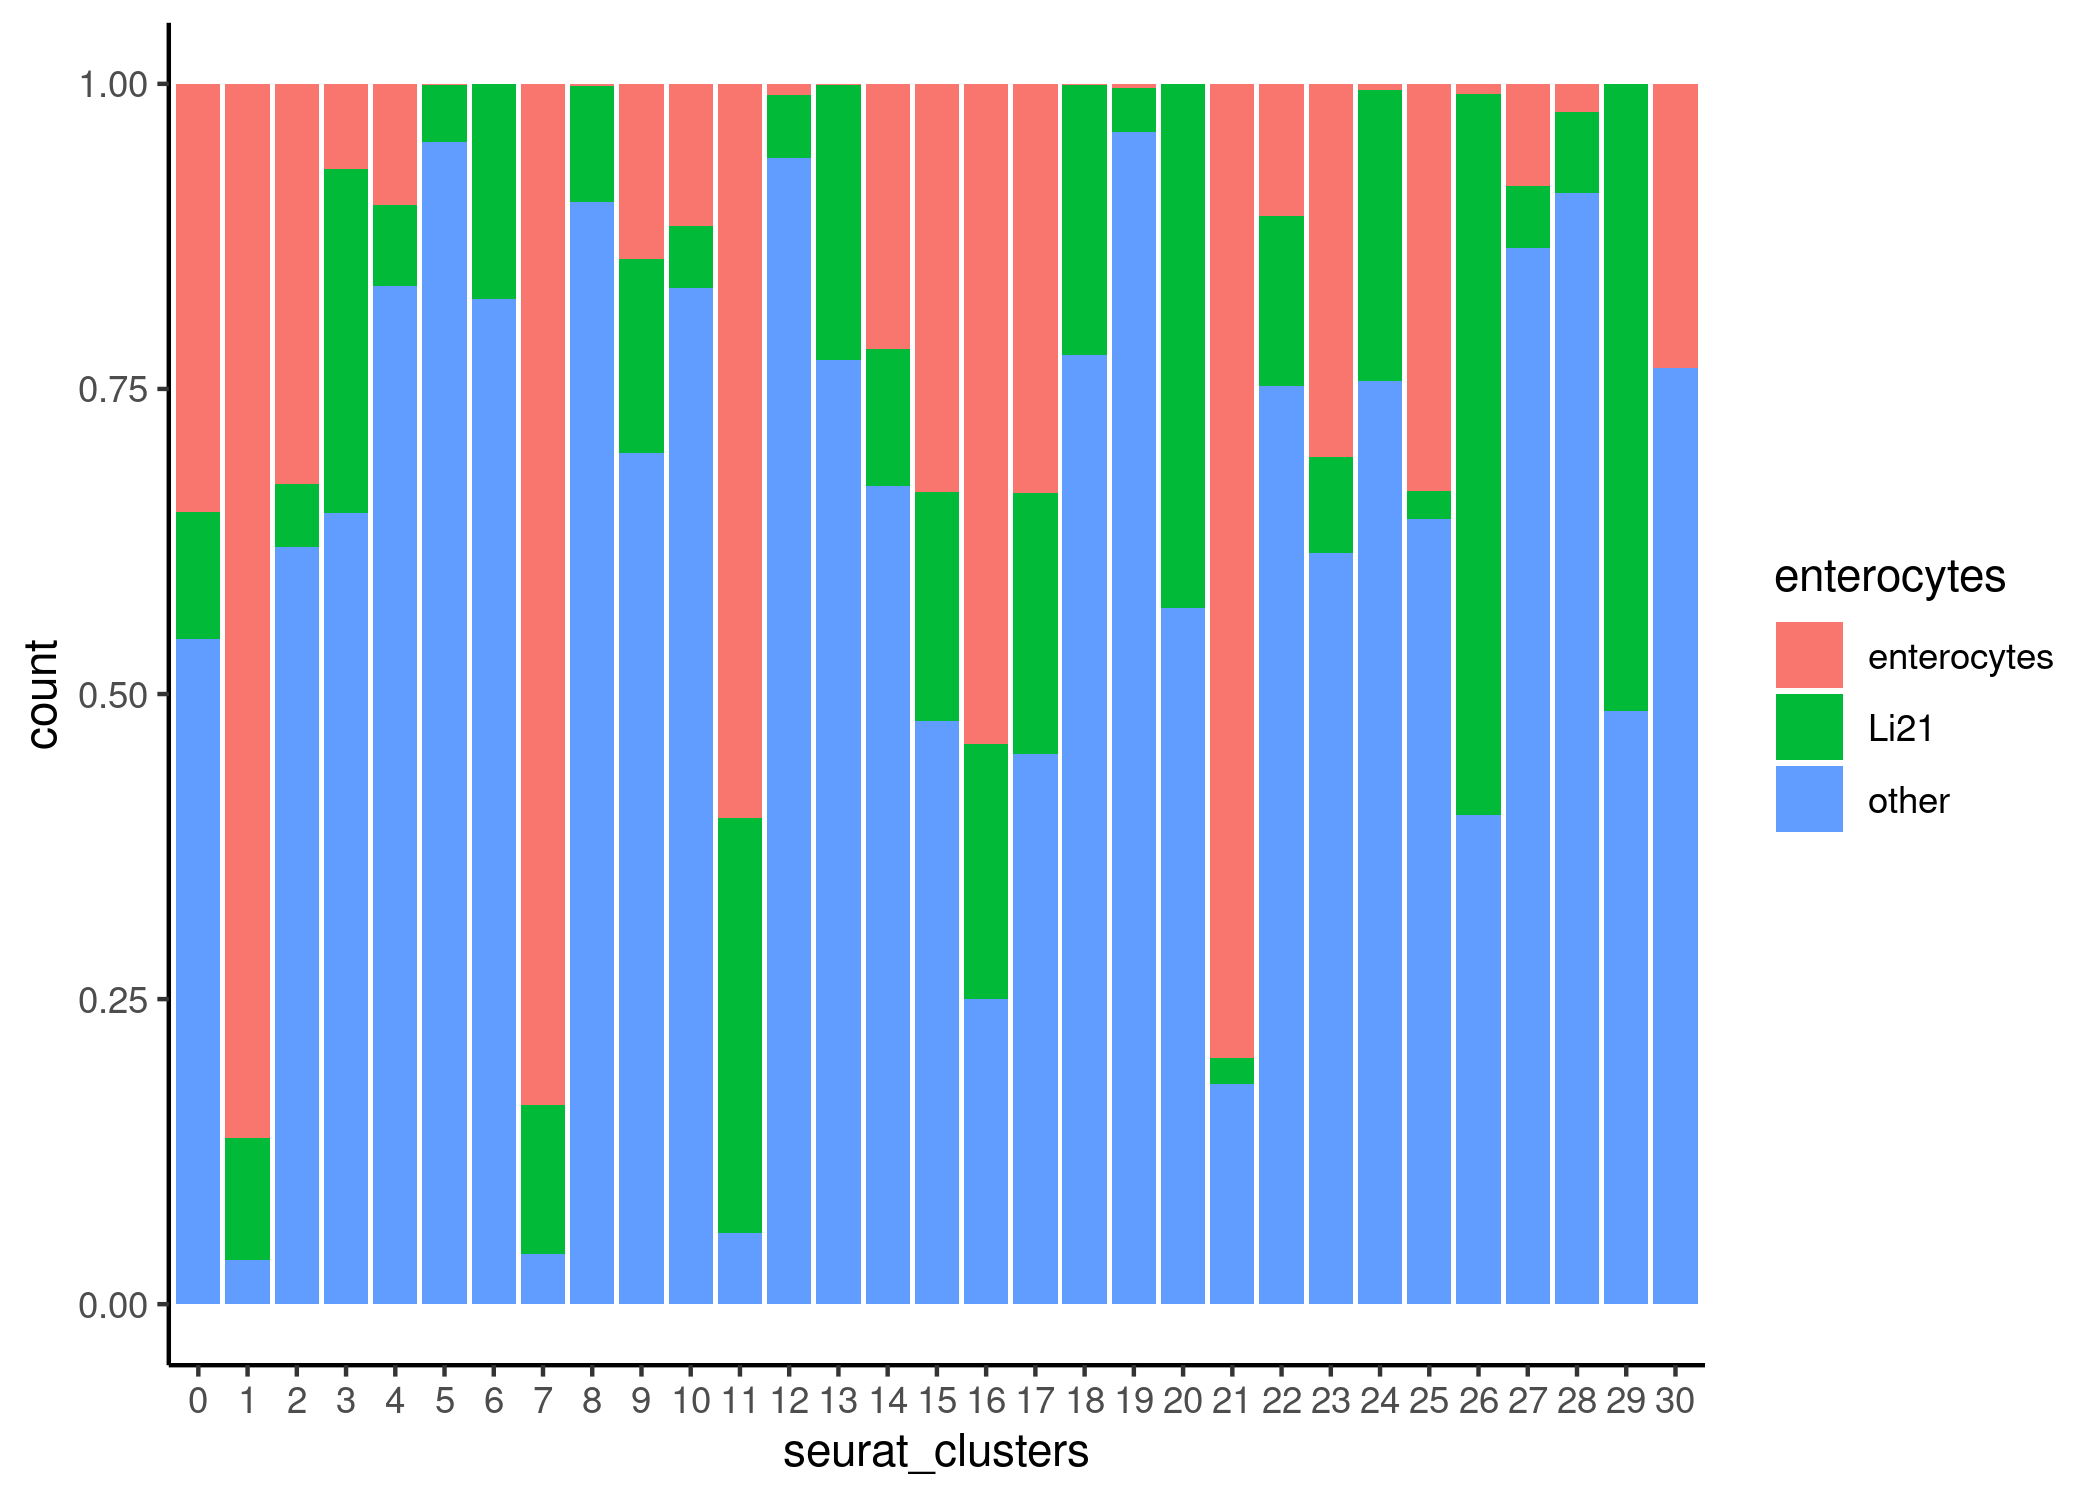 1.00
0.75
0.50
0.25
0.00
count
0 1 2 3 4 5 6 7 8 9 10 11 12 13 14 15 16 17 18 19 20 21 22 23 24 25 26 27 28 29 30
seurat_clusters
enterocytes
enterocytes
Li21
other